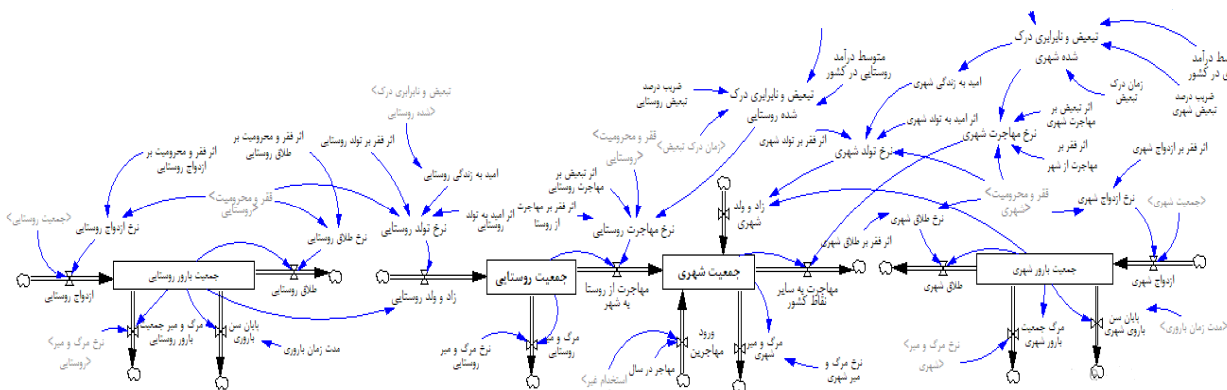 تبعیض و نابرابری درک
شده شهری
متوسط درآمد
روستایی در کشور
سط درآمد
ی در کشور
امید به زندگی شهری
زمان درک
تبعیض
ضریب درصد
تبعیض شهری
ضریب درصد
تبعیض روستایی
تبعیض و نابرابری درک
شده روستایی
<تبعیض و نابرابری درک
شده روستایی>
اثر تبعیض بر
مهاجرت شهری
اثر امید به تولد شهری
نرخ مهاجرت شهری
اثر فقر و محرومیت بر
طلاق روستایی
اثر فقر بر تولد روستایی
<فقر و محرومیت
روستایی>
<زمان درک تبعیض>
اثر فقر بر تولد شهری
نرخ تولد شهری
اثر فقر بر
مهاجرت از شهر
اثر فقر بر ازدواج شهری
اثر فقر و محرومیت بر
ازدواج روستایی
امید به زندگی روستایی
اثر تبعیض بر
مهاجرت روستایی
<فقر و محرومیت
شهری>
نرخ ازدواج شهری
<جمعیت شهری>
<جمعیت روستایی>
نرخ ازدواج روستایی
<فقر و محرومیت
روستایی>
نرخ طلاق روستایی
نرخ تولد روستایی
اثر امید به تولد
روستایی
اثر فقر بر مهاجرت
از روستا
نرخ مهاجرت روستایی
زاد و ولد
شهری
نرخ طلاق شهری
اثر فقر بر طلاق شهری
جمعیت بارور روستایی
جمعیت روستایی
جمعیت شهری
جمعیت بارور شهری
ازدواج روستایی
طلاق روستایی
زاد و ولد روستایی
مهاجرت از روستا
به شهر
مهاجرت به سایر
نقاط کشور
طلاق شهری
ازدواج شهری
<نرخ مرگ و میر
روستایی>
مرگ و میر جمعیت
بارور روستایی
پایان سن
باروری
مدت زمان باروری
نرخ مرگ و میر
روستایی
مرگ و میر
روستایی
ورود
مهاجرین
<استخدام غیر
مهاجر در سال
مرگ و میر
شهری
نرخ مرگ و
میر شهری
<نرخ مرگ و میر
شهری>
مرگ جمعیت
بارور شهری
پایان سن
باروی شهری
<مدت زمان باروری>